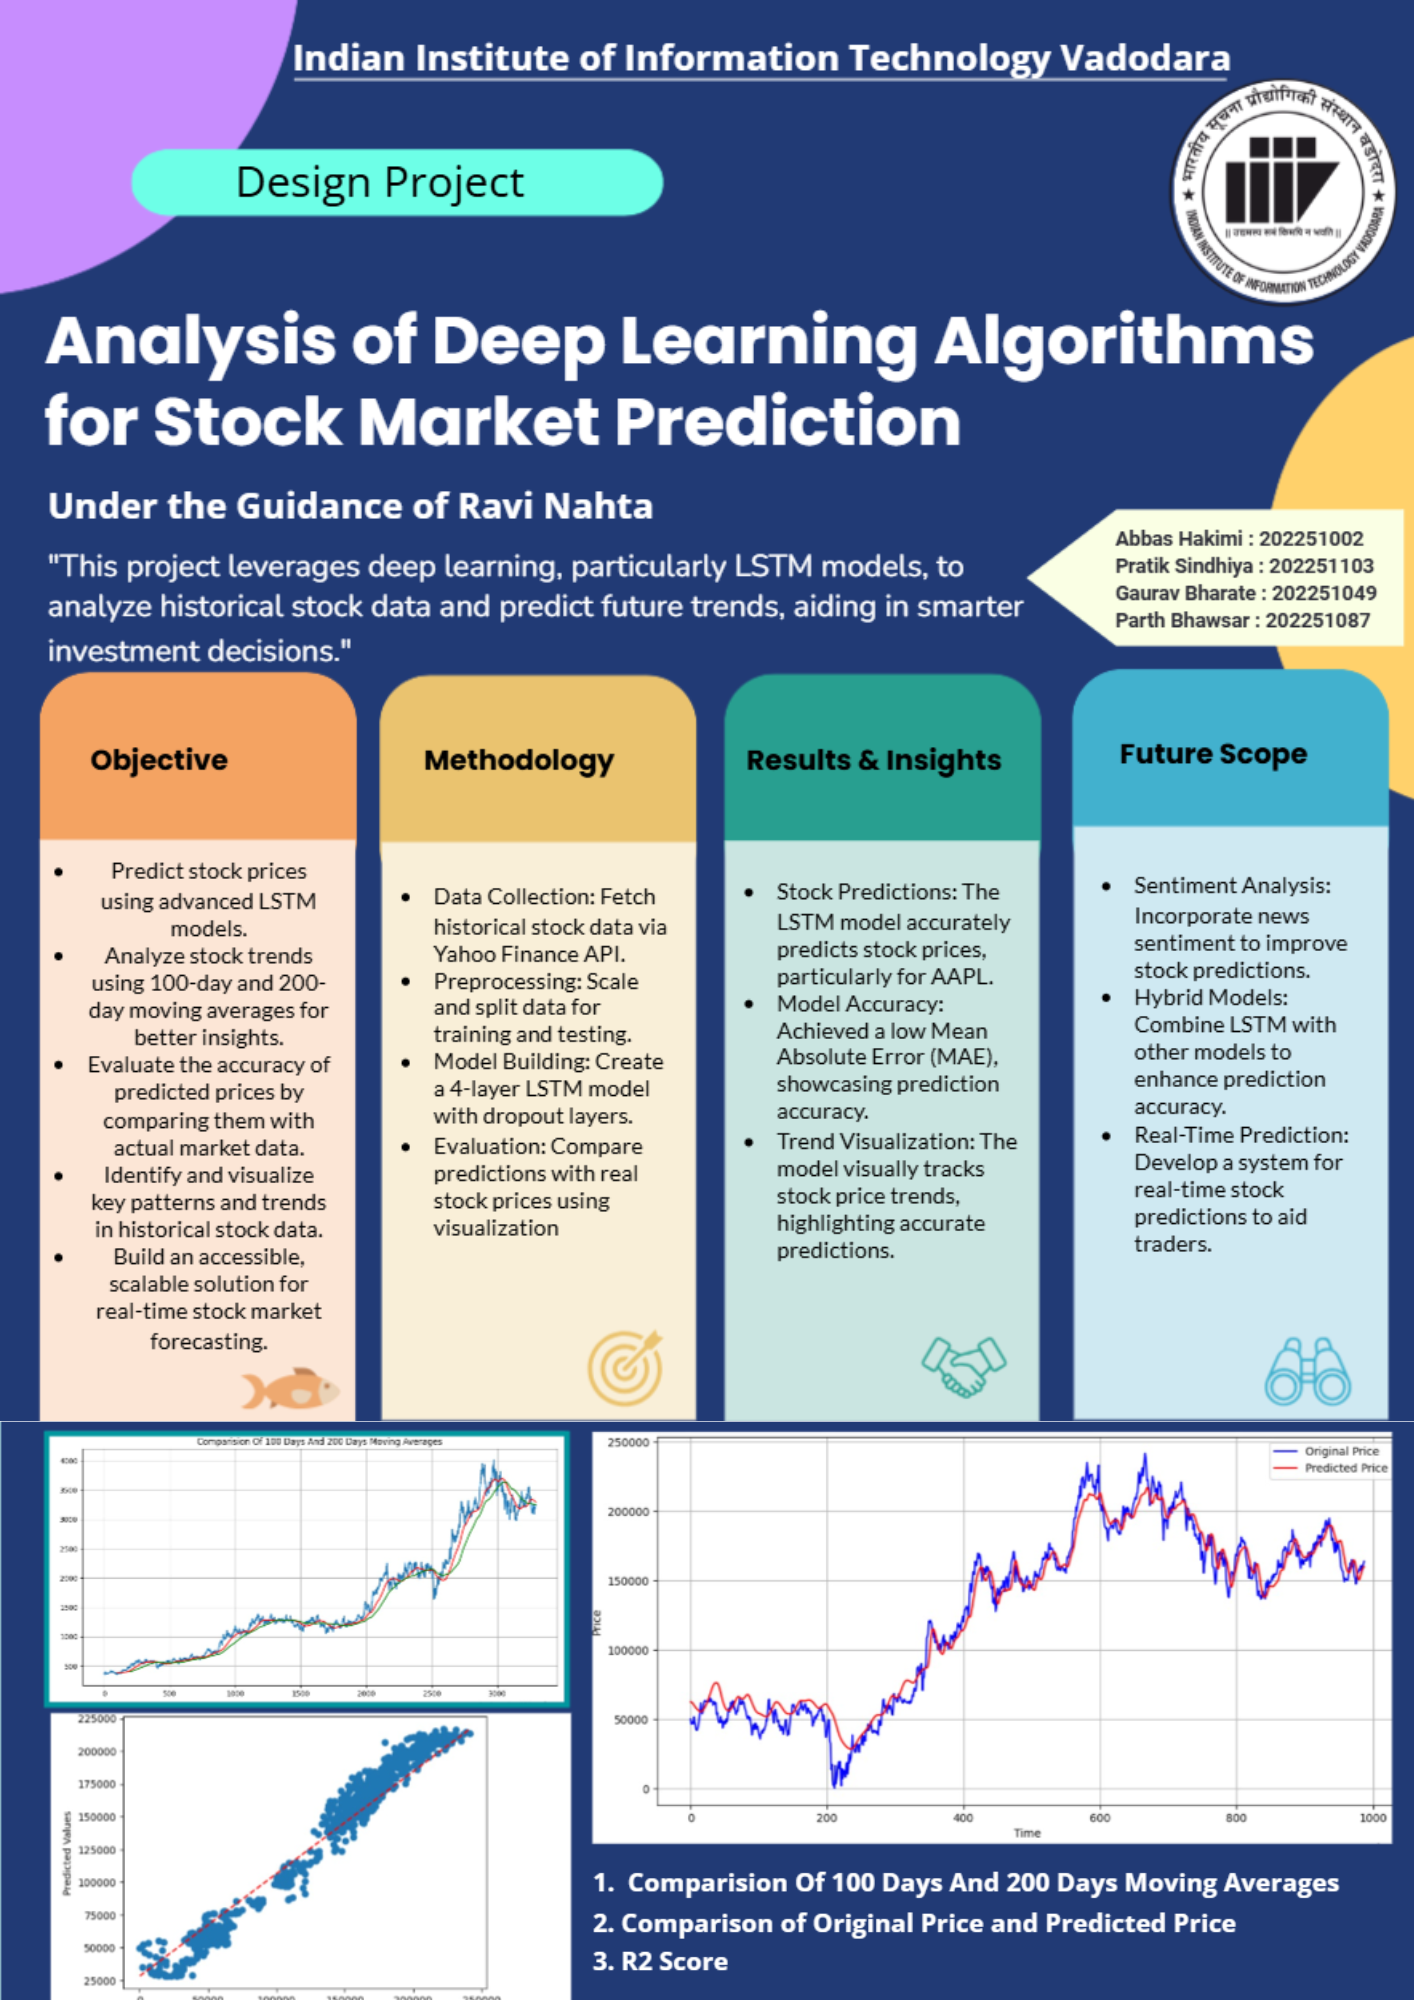 Indian Institute of Information Technology Vadodara
Design Project
भारतीय सूचना प्रौद्योगिकी संस्थान वडोदरा
INDIAN INSTITUTE OF INFORMATION TECHNOLOGY VADODARA
Analysis of Deep Learning Algorithms
for Stock Market Prediction
Under the Guidance of Ravi Nahta
"This project leverages deep learning, particularly LSTM models, to
analyze historical stock data and predict future trends, aiding in smarter
investment decisions."
Abbas Hakimi : 202251002
Pratik Sindhiya : 202251103
Gaurav Bharate : 202251049
Parth Bhawsar : 202251087
Objective
• Predict stock prices
using advanced LSTM
models.
• Analyze stock trends
using 100-day and 200-
day moving averages for
better insights.
• Evaluate the accuracy of
predicted prices by
comparing them with
actual market data.
• Identify and visualize
key patterns and trends
in historical stock data.
• Build an accessible,
scalable solution for
real-time stock market
forecasting.
Methodology
• Data Collection: Fetch
historical stock data via
Yahoo Finance API.
• Preprocessing: Scale
and split data for
training and testing.
• Model Building: Create
a 4-layer LSTM model
with dropout layers.
• Evaluation: Compare
predictions with real
stock prices using
visualization
Results & Insights
• Stock Predictions: The
LSTM model accurately
predicts stock prices,
particularly for AAPL.
• Model Accuracy:
Achieved a low Mean
Absolute Error (MAE),
showcasing prediction
accuracy.
• Trend Visualization: The
model visually tracks
stock price trends,
highlighting accurate
predictions.
Future Scope
• Sentiment Analysis:
Incorporate news
sentiment to improve
stock predictions.
• Hybrid Models:
Combine LSTM with
other models to
enhance prediction
accuracy.
• Real-Time Prediction:
Develop a system for
real-time stock
predictions to aid
traders.
Comparision Of 100 Days And 200 Days Moving Averages
4000
3500
3000
2500
2000
1500
1000
500
0 500 1000 1500 2000 2500 3000
225000
200000
175000
150000
125000
100000
75000
50000
25000
Predicted Values
0 50000 100000 150000 200000 250000
250000
200000
150000
100000
50000
0
Price
Original Price
Predicted Price
0 200 400 600 800 1000
Time
1. Comparision Of 100 Days And 200 Days Moving Averages
2. Comparison of Original Price and Predicted Price
3. R2 Score